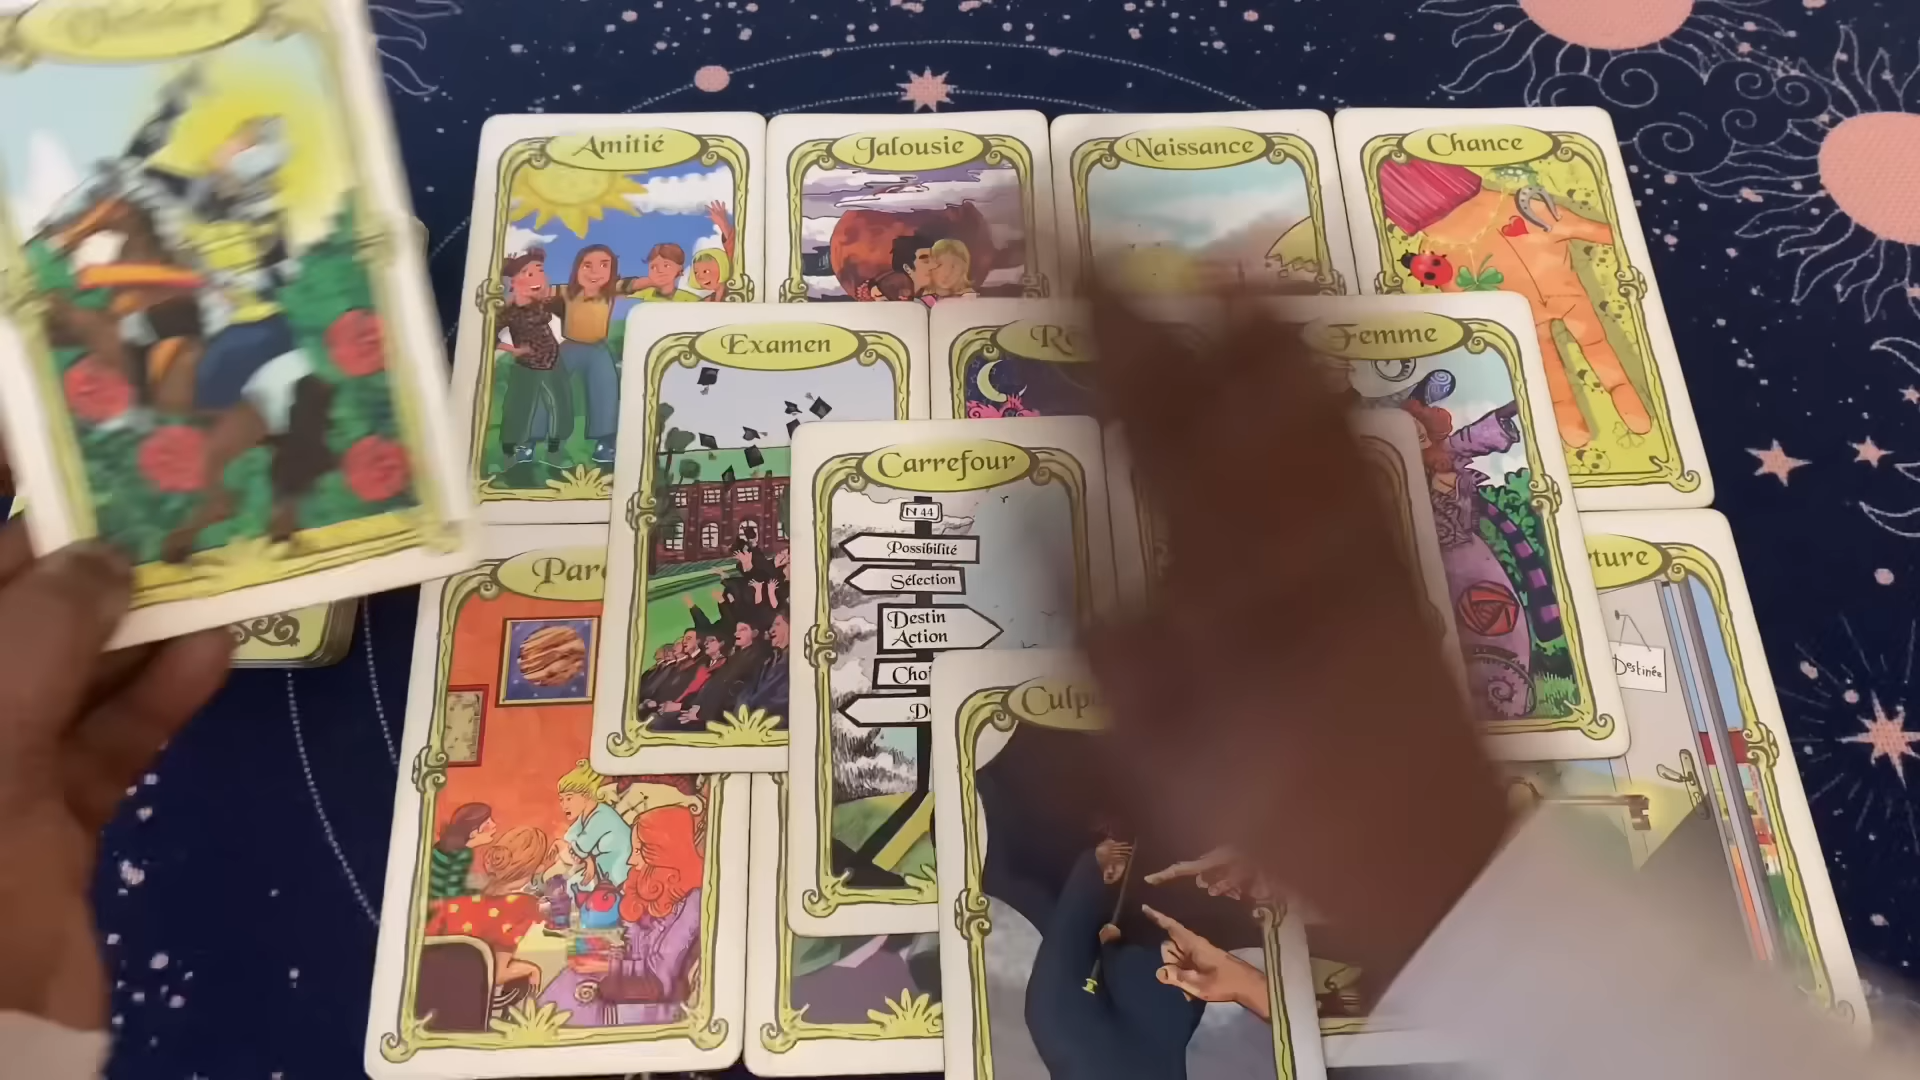 Amitié
Jalousie
Naissance
Chance
Examen
Femme
Carrefour
N 44
Possibilité
Sélection
Destin
Action
Destinée